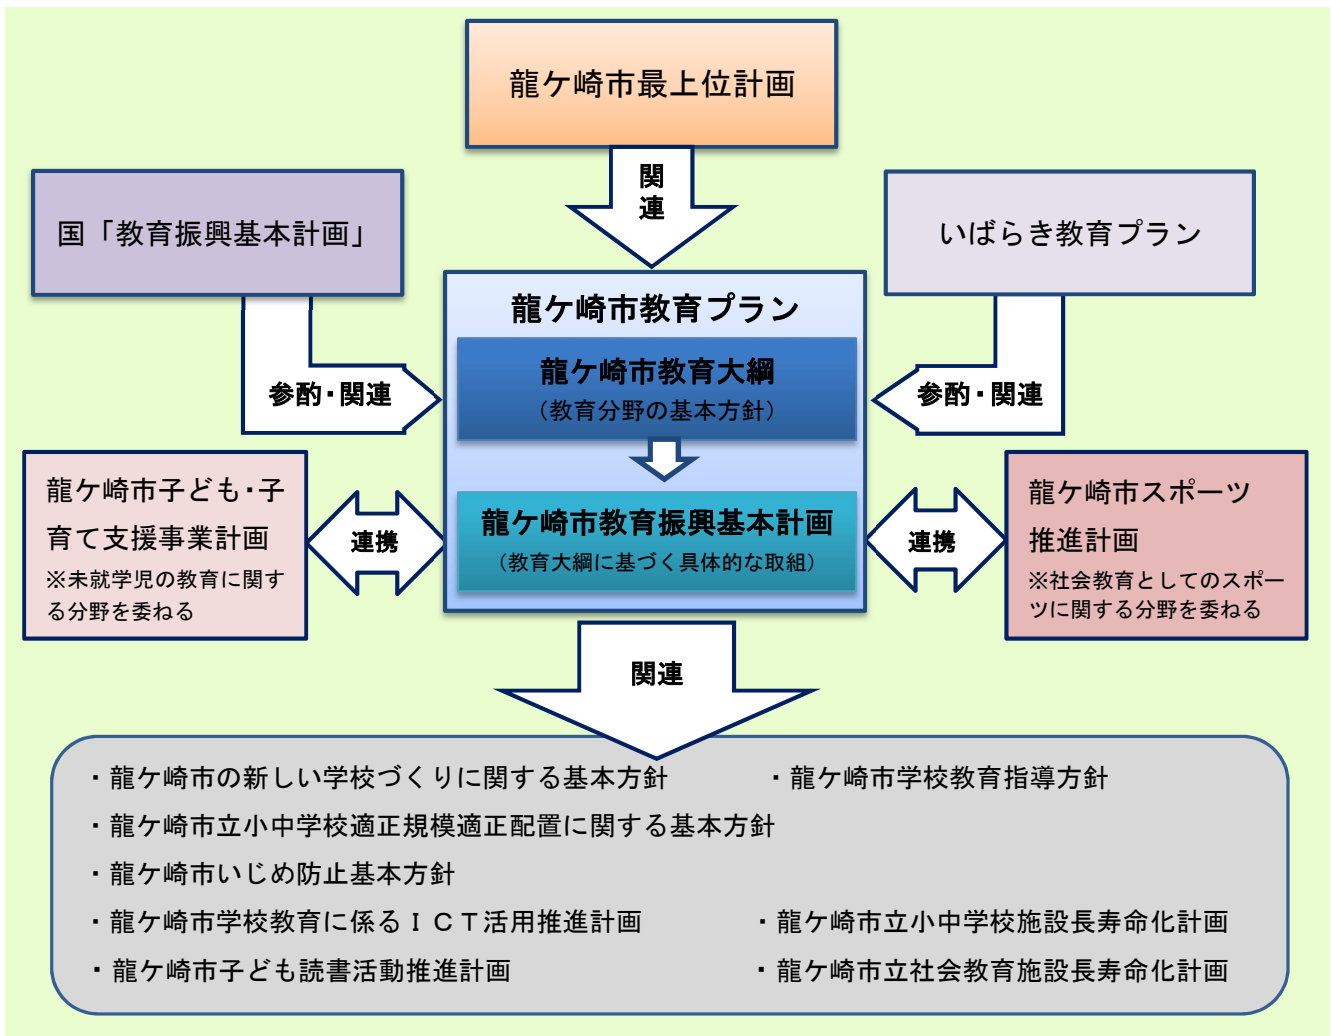 龍ケ崎市最上位計画
関
連
国「教育振興基本計画」
いばらき教育プラン
龍ケ崎市教育プラン
龍ケ崎市教育大綱
（教育分野の基本方針）
参酌・関連
参酌・関連
龍ケ崎市子ども・子
育て支援事業計画
※未就学児の教育に関す
る分野を委ねる
連携
龍ケ崎市教育振興基本計画
（教育大綱に基づく具体的な取組）
連携
龍ケ崎市スポーツ
推進計画
※社会教育としてのスポー
ツに関する分野を委ねる
関連
・龍ケ崎市の新しい学校づくりに関する基本方針
・龍ケ崎市学校教育指導方針
・龍ケ崎市立小中学校適正規模適正配置に関する基本方針
・龍ケ崎市いじめ防止基本方針
・龍ケ崎市学校教育に係るＩＣＴ活用推進計画
・龍ケ崎市立小中学校施設長寿命化計画
・龍ケ崎市子ども読書活動推進計画
・龍ケ崎市立社会教育施設長寿命化計画